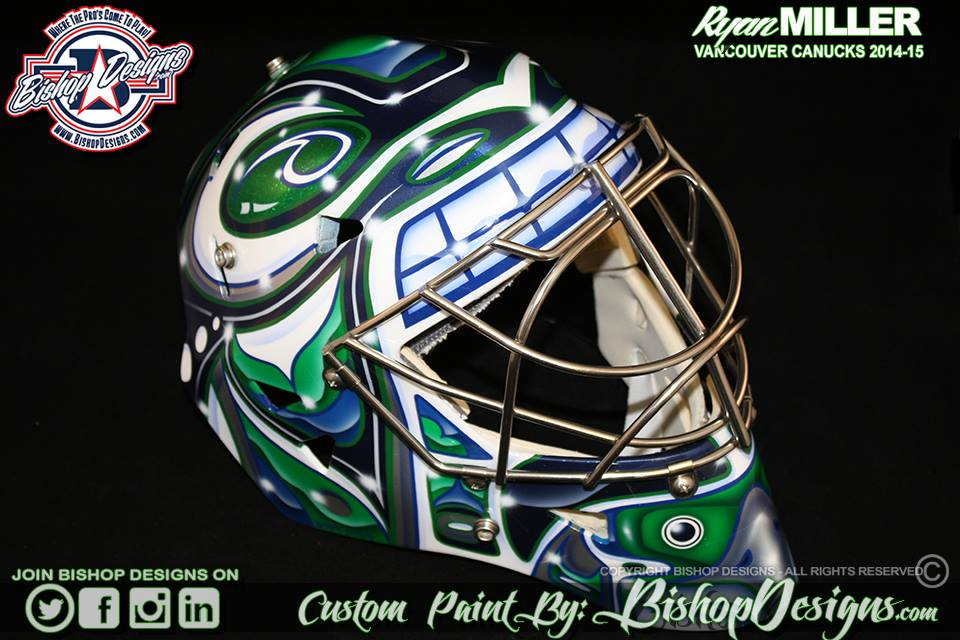 WHERE THE PRO'S COME TO PLAY!
Bishop Designs.com
WWW.BISHOPDESIGNS.COM
Ryan MILLER
VANCOUVER CANUCKS 2014-15
COPYRIGHT BISHOP DESIGNS - ALL RIGHTS RESERVED ©
JOIN BISHOP DESIGNS ON
Custom Paint By: BishopDesigns.com